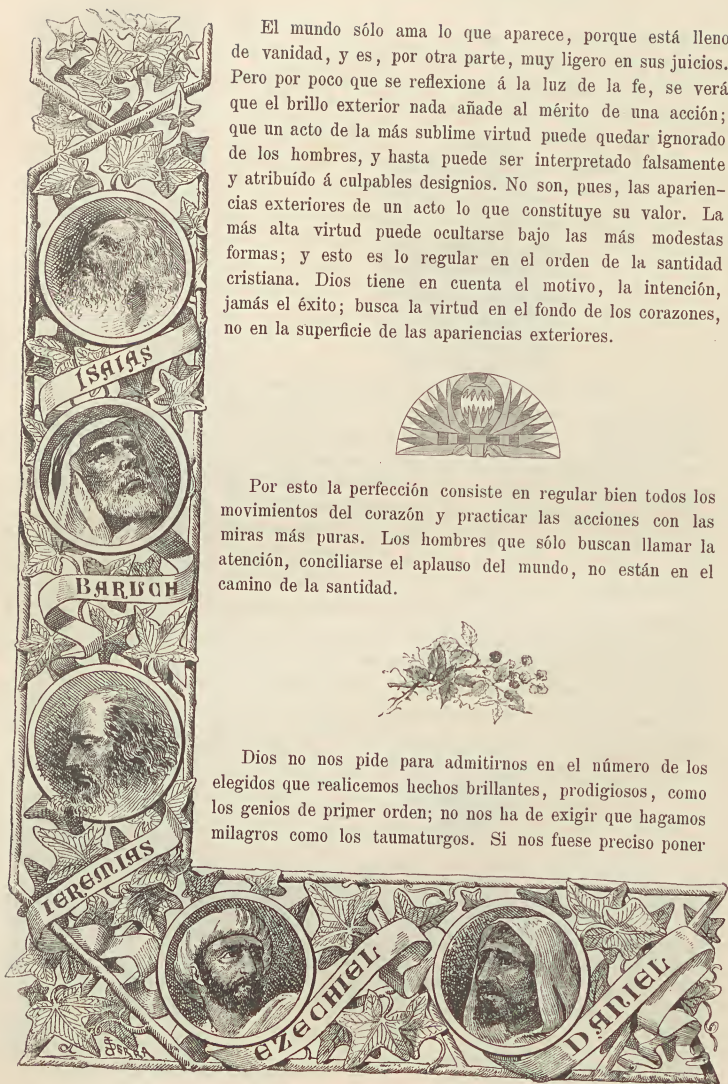 El mundo sólo ama lo que aparece, porque está lleno
de vanidad, y es, por otra parte, muy ligero en sus juicios.
Pero por poco que se reflexione á la luz de la fe, se verá
que el brillo exterior nada añade al mérito de una acción;
que un acto de la más sublime virtud puede quedar ignorado
de los hombres, y hasta puede ser interpretado falsamente
y atribuído á culpables designios. No son, pues, las aparien-
cias exteriores de un acto lo que constituye su valor. La
más alta virtud puede ocultarse bajo las más modestas
formas; y esto es lo regular en el orden de la santidad
cristiana. Dios tiene en cuenta el motivo, la intención,
jamás el éxito; busca la virtud en el fondo de los corazones,
no en la superficie de las apariencias exteriores.
ISAIAS
BARUCH
Por esto la perfección consiste en regular bien todos los
movimientos del corazón y practicar las acciones con las
miras más puras. Los hombres que sólo buscan llamar la
atención, conciliarse el aplauso del mundo, no están en el
camino de la santidad.
Dios no nos pide para admitirnos en el número de los
elegidos que realicemos hechos brillantes, prodigiosos, como
los genios de primer orden; no nos ha de exigir que hagamos
milagros como los taumaturgos. Si nos fuese preciso poner
IEREMIAS
EZECHIEL
DANIEL